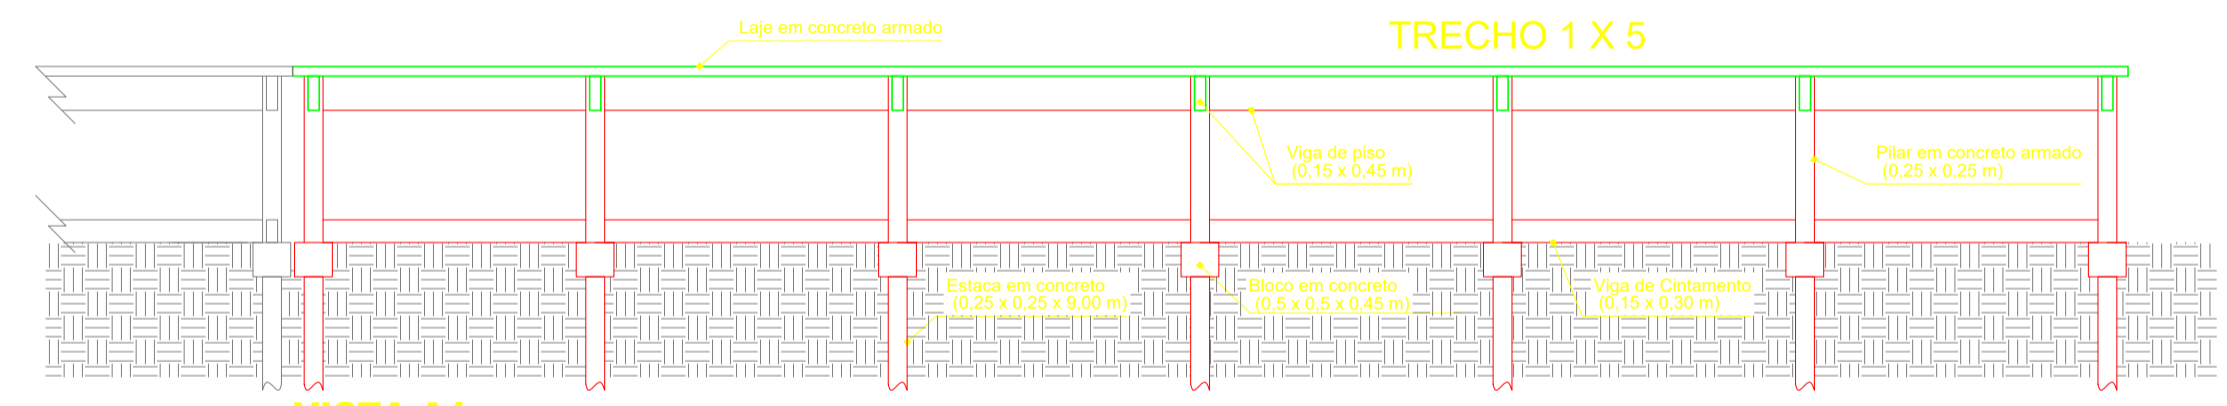 Laje em concreto armado
TRECHO 1 X 5
Viga de piso
(0,15 x 0,45 m)
Pilar em concreto armado
(0,25 x 0,25 m)
Estaca em concreto
(0,25 x 0,25 x 9,00 m)
Bloco em concreto
(0,5 x 0,5 x 0,45 m)
Viga de Cintamento
(0,15 x 0,30 m)